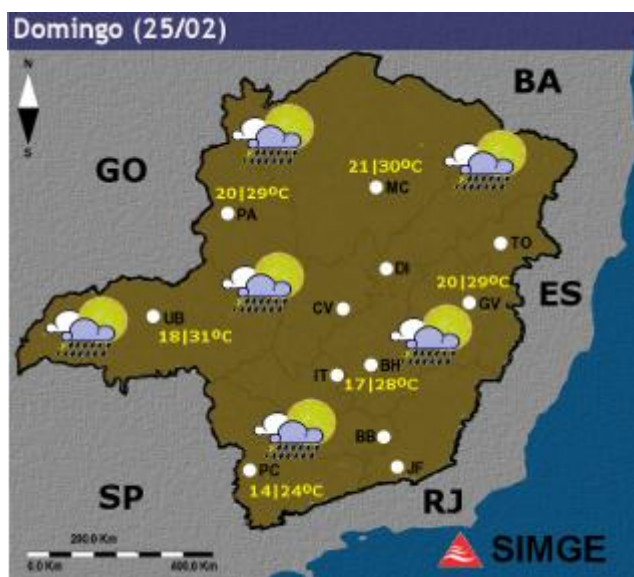 Domingo (25/02)
N
BA
GO
21|30ºC
MC
20|29ºC
PA
TO
DI
20|29ºC
GV
ES
CV
UB
18|31ºC
BH
IT
17|28ºC
BB
PC
JF
14|24ºC
SP
RJ
200.0 Km
0.0 Km
400.0 Km
SIMGE